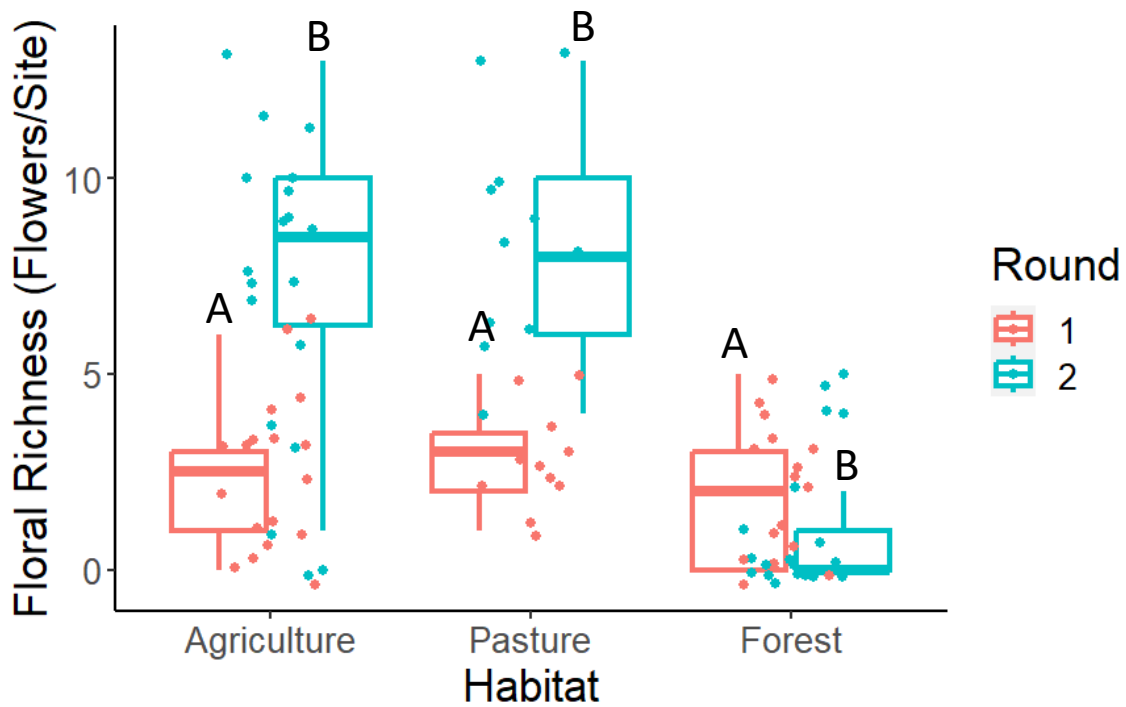 Floral Richness (Flowers/Site)
10
5
0
A
B
A
B
A
B
Agriculture
Pasture
Forest
Habitat
Round
1
2